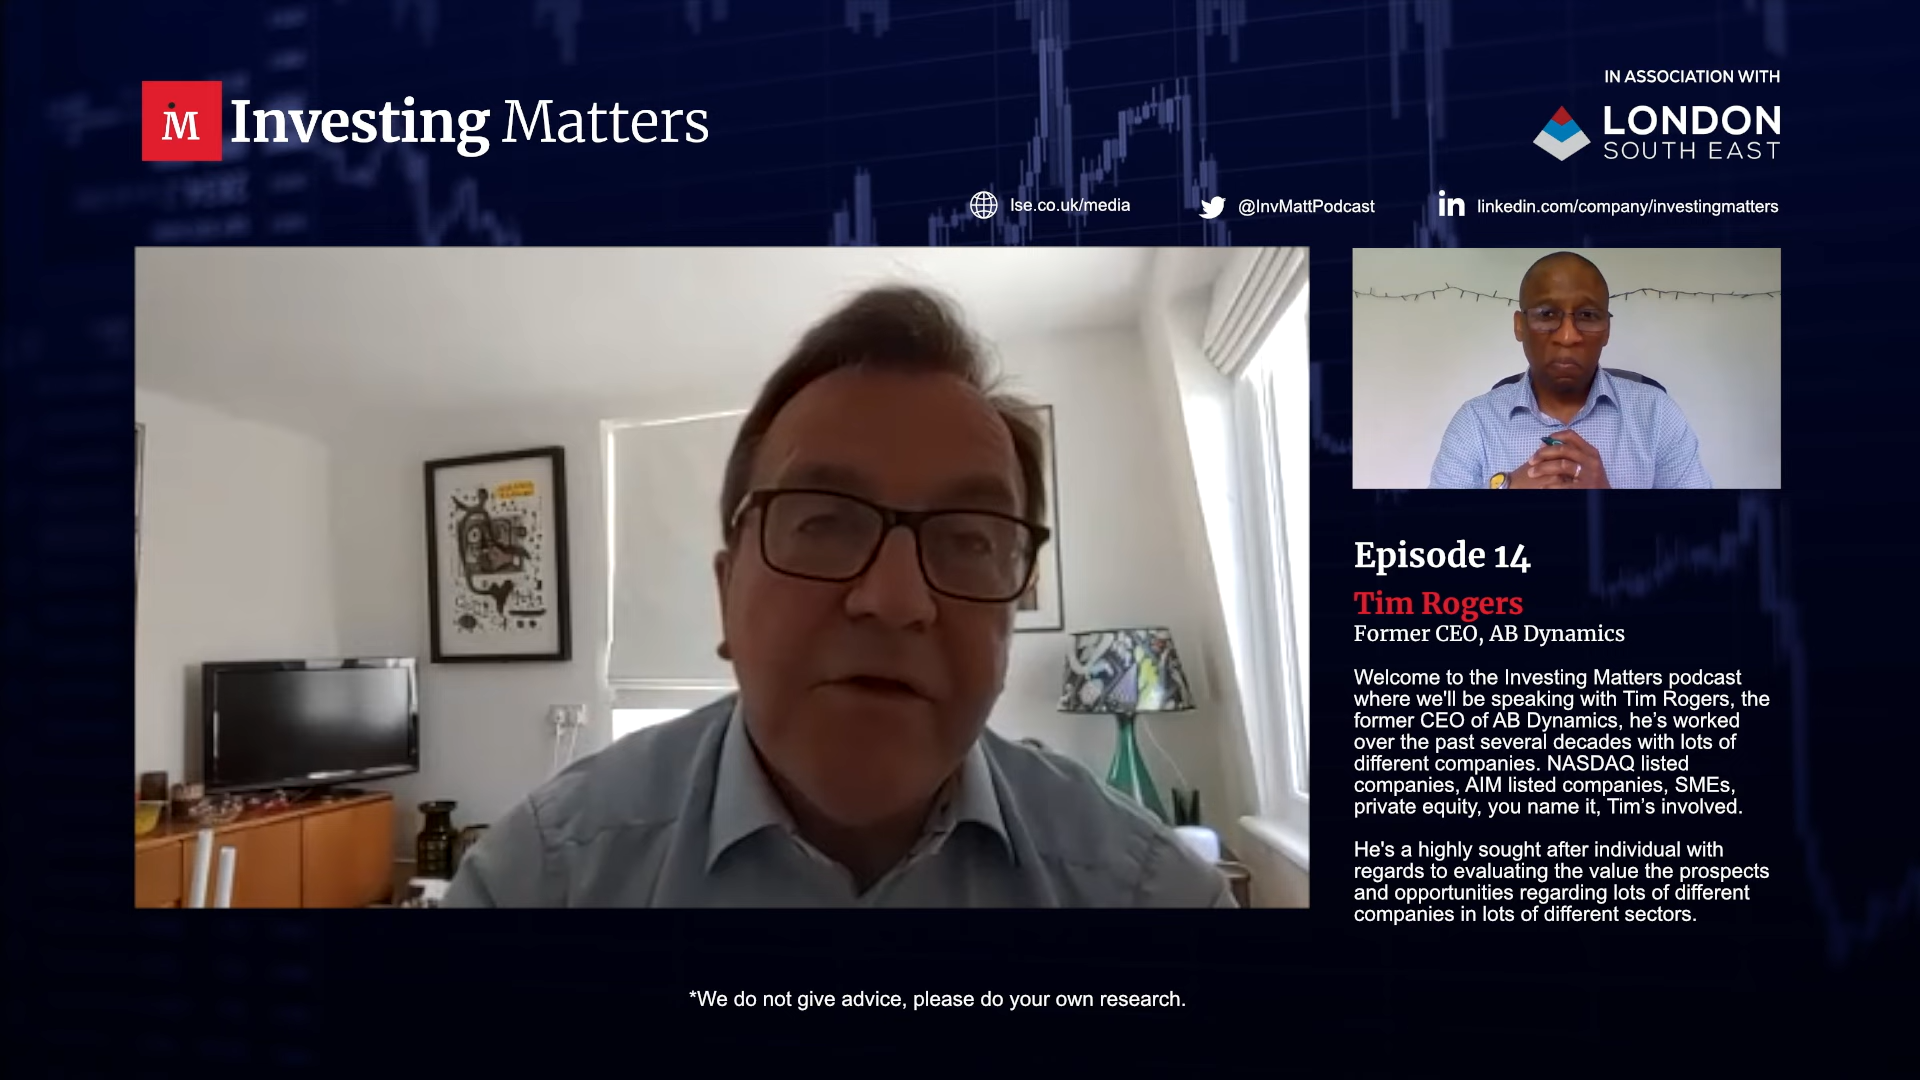 iM Investing Matters
IN ASSOCIATION WITH
LONDON
SOUTH EAST
lse.co.uk/media
@InvMattPodcast
in linkedin.com/company/investingmatters
Episode 14
Tim Rogers
Former CEO, AB Dynamics
Welcome to the Investing Matters podcast
where we'll be speaking with Tim Rogers, the
former CEO of AB Dynamics, he’s worked
over the past several decades with lots of
different companies. NASDAQ listed
companies, AIM listed companies, SMEs,
private equity, you name it, Tim’s involved.
He's a highly sought after individual with
regards to evaluating the value the prospects
and opportunities regarding lots of different
companies in lots of different sectors.
*We do not give advice, please do your own research.